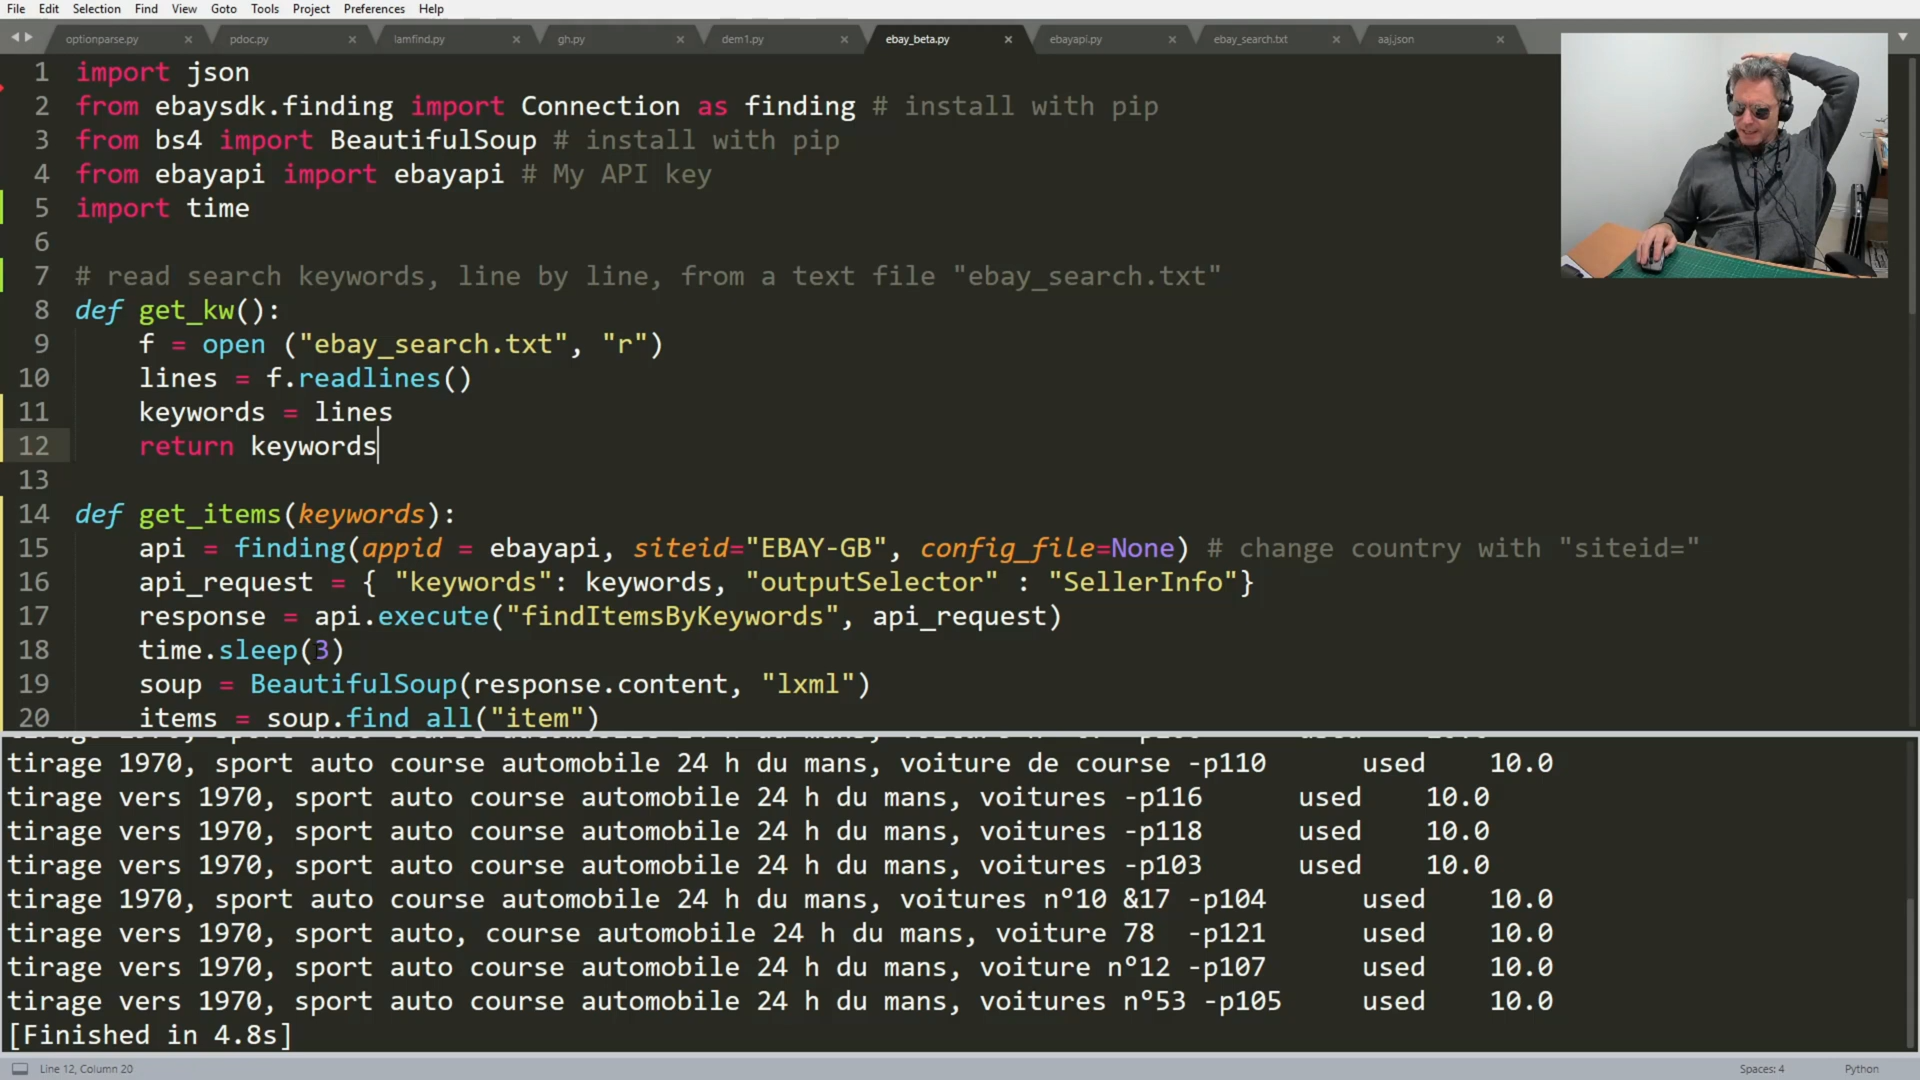 File Edit Selection Find View Goto Tools Project Preferences Help
optionparse.py pdoc.py lamfind.py gh.py dem1.py ebay_beta.py ebayapi.py ebay_search.txt aaj.json
1 import json
2 from ebaysdk.finding import Connection as finding # install with pip
3 from bs4 import BeautifulSoup # install with pip
4 from ebayapi import ebayapi # My API key
5 import time
6
7 # read search keywords, line by line, from a text file "ebay_search.txt"
8 def get_kw():
9 f = open ("ebay_search.txt", "r")
10 lines = f.readlines()
11 keywords = lines
12 return keywords
13
14 def get_items(keywords):
15 api = finding(appid = ebayapi, siteid="EBAY-GB", config_file=None) # change country with "siteid="
16 api_request = { "keywords": keywords, "outputSelector" : "SellerInfo"}
17 response = api.execute("findItemsByKeywords", api_request)
18 time.sleep(3)
19 soup = BeautifulSoup(response.content, "lxml")
20 items = soup.find_all("item")
tirage 1970, sport auto course automobile 24 h du mans, voiture de course -p110 used 10.0
tirage vers 1970, sport auto course automobile 24 h du mans, voitures -p116 used 10.0
tirage vers 1970, sport auto course automobile 24 h du mans, voitures -p118 used 10.0
tirage vers 1970, sport auto course automobile 24 h du mans, voitures -p103 used 10.0
tirage 1970, sport auto course automobile 24 h du mans, voitures n°10 &17 -p104 used 10.0
tirage vers 1970, sport auto, course automobile 24 h du mans, voiture 78 -p121 used 10.0
tirage vers 1970, sport auto course automobile 24 h du mans, voiture n°12 -p107 used 10.0
tirage vers 1970, sport auto course automobile 24 h du mans, voitures n°53 -p105 used 10.0
[Finished in 4.8s]
Line 12, Column 20 Spaces: 4 Python